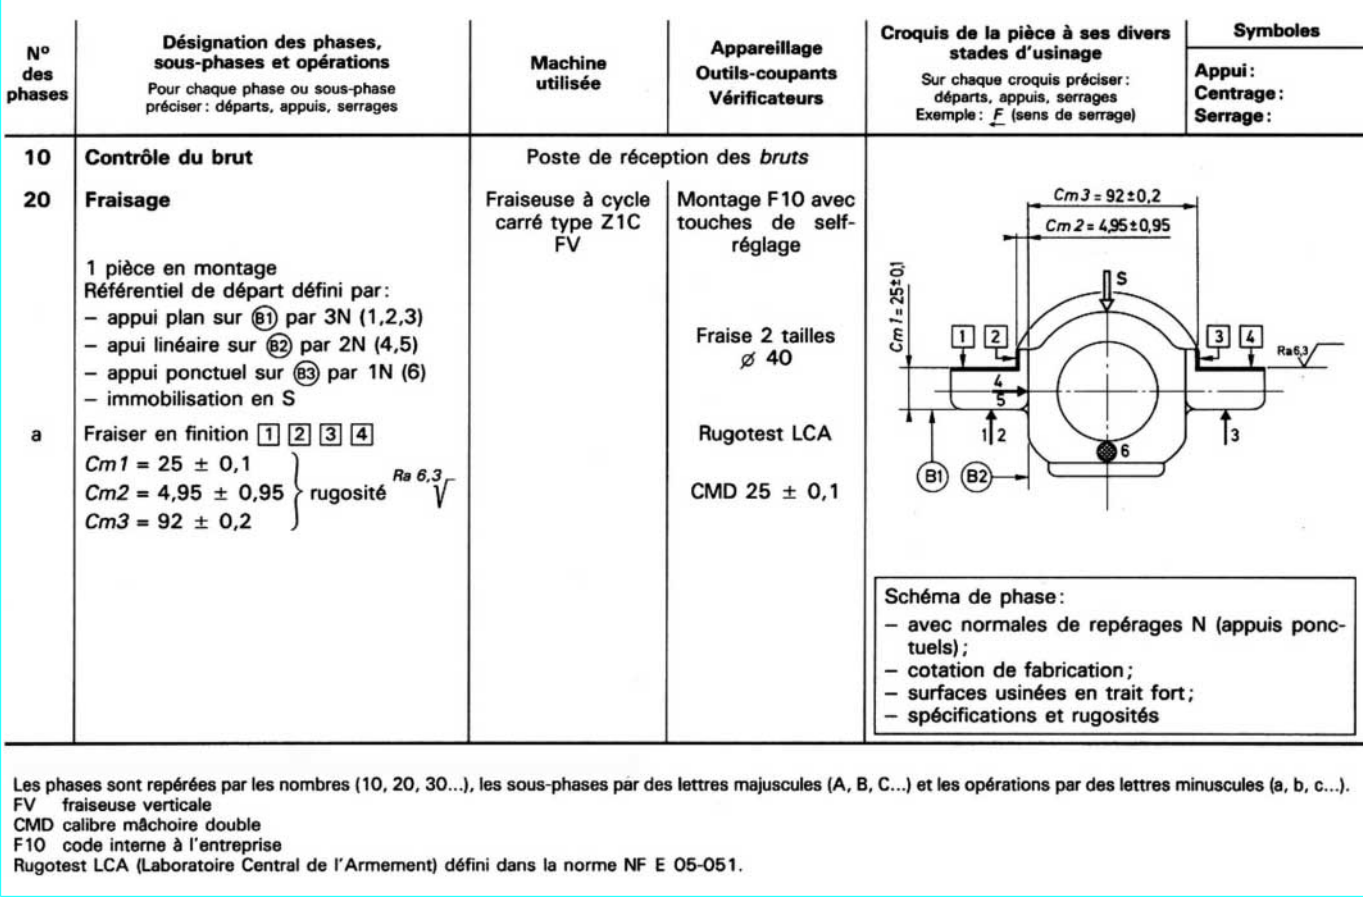 N°
des
phases
Désignation des phases,
sous-phases et opérations
Pour chaque phase ou sous-phase
préciser : départs, appuis, serrages
Machine
utilisée
Appareillage
Outils-coupants
Vérificateurs
Croquis de la pièce à ses divers
stades d'usinage
Sur chaque croquis préciser :
départs, appuis, serrages
Exemple : F (sens de serrage)
Symboles
Appui :
Centrage :
Serrage :
10
Contrôle du brut
Poste de réception des bruts
20
Fraisage
1 pièce en montage
Référentiel de départ défini par :
– appui plan sur B1 par 3N (1,2,3)
– apui linéaire sur B2 par 2N (4,5)
– appui ponctuel sur B3 par 1N (6)
– immobilisation en S
a
Fraiser en finition 1 2 3 4
Cm1 = 25 ± 0,1
Cm2 = 4,95 ± 0,95
Cm3 = 92 ± 0,2
rugosité
Ra 6,3
Fraiseuse à cycle
carré type Z1C
FV
Montage F10 avec
touches de self-
réglage
Fraise 2 tailles
ø 40
Rugotest LCA
CMD 25 ± 0,1
Cm3 = 92±0,2
Cm2 = 4,95±0,95
Cm1 = 25±0,1
S
1 2 3 4
Ra6,3
4
5
1 2
3
6
B1 B2
Schéma de phase :
– avec normales de repérages N (appuis ponc-
tuels) ;
– cotation de fabrication ;
– surfaces usinées en trait fort ;
– spécifications et rugosités
Les phases sont repérées par les nombres (10, 20, 30...), les sous-phases par des lettres majuscules (A, B, C...) et les opérations par des lettres minuscules (a, b, c...).
FV fraiseuse verticale
CMD calibre mâchoire double
F10 code interne à l'entreprise
Rugotest LCA (Laboratoire Central de l'Armement) défini dans la norme NF E 05-051.